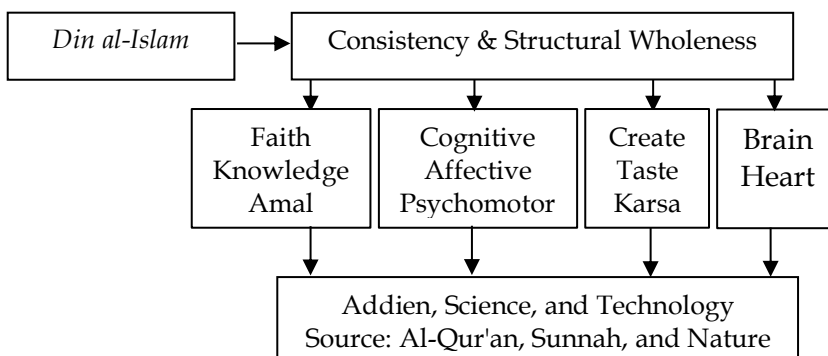 Din al-Islam
Consistency & Structural Wholeness
Faith
Knowledge
Amal
Cognitive
Affective
Psychomotor
Create
Taste
Karsa
Brain
Heart
Addien, Science, and Technology
Source: Al-Qur'an, Sunnah, and Nature